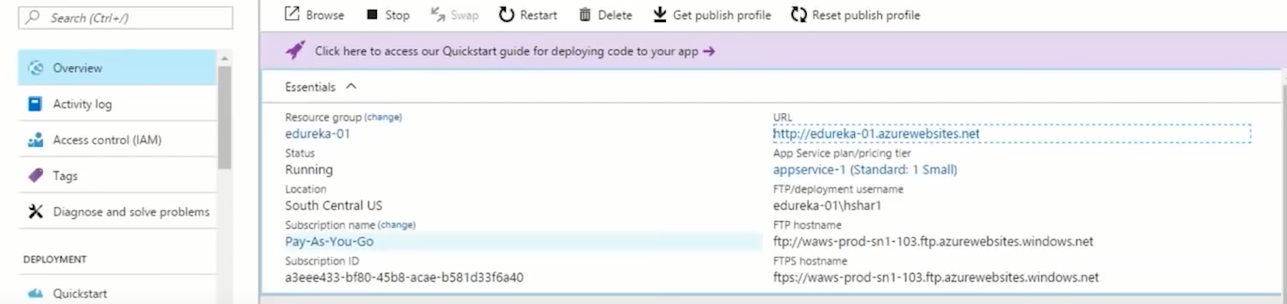 Search (Ctrl+/)
Overview
Activity log
Access control (IAM)
Tags
Diagnose and solve problems
DEPLOYMENT
Quickstart
Browse Stop Swap Restart Delete Get publish profile Reset publish profile
Click here to access our Quickstart guide for deploying code to your app
Essentials
Resource group (change)
edureka-01
Status
Running
Location
South Central US
Subscription name (change)
Pay-As-You-Go
Subscription ID
a3eee433-bf80-45b8-acae-b581d33f6a40
URL
http://edureka-01.azurewebsites.net
App Service plan/pricing tier
appservice-1 (Standard: 1 Small)
FTP/deployment username
edureka-01\hshar1
FTP hostname
ftp://waws-prod-sn1-103.ftp.azurewebsites.windows.net
FTPS hostname
ftps://waws-prod-sn1-103.ftp.azurewebsites.windows.net